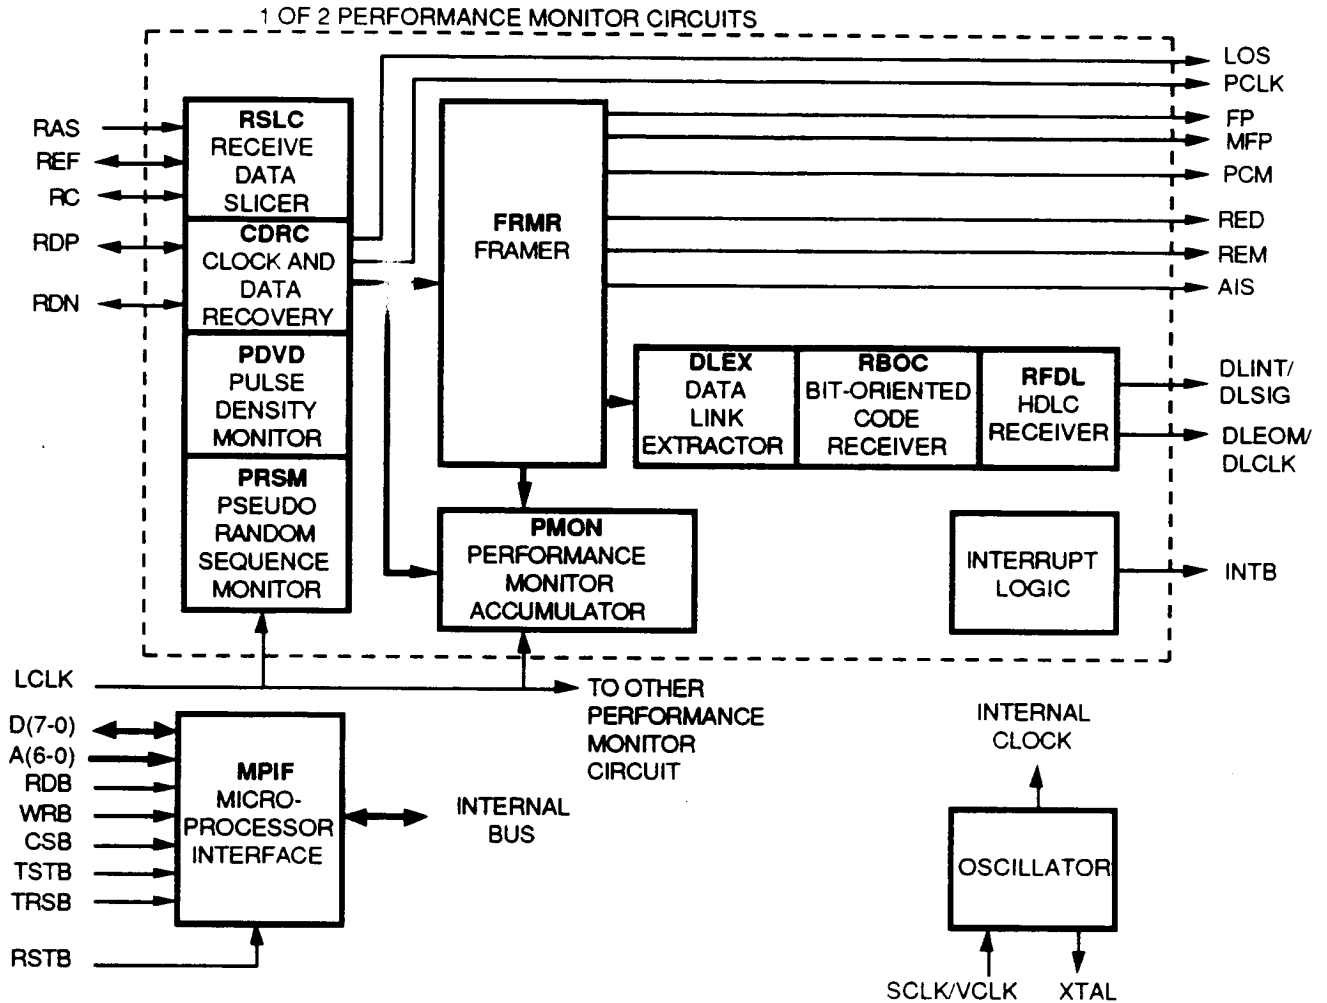 1 OF 2 PERFORMANCE MONITOR CIRCUITS
RAS
REF
RC
RDP
RDN
RSLC
RECEIVE
DATA
SLICER
CDRC
CLOCK AND
DATA
RECOVERY
PDVD
PULSE
DENSITY
MONITOR
PRSM
PSEUDO
RANDOM
SEQUENCE
MONITOR
FRMR
FRAMER
LOS
PCLK
FP
MFP
PCM
RED
REM
AIS
DLEX
DATA
LINK
EXTRACTOR
RBOC
BIT-ORIENTED
CODE
RECEIVER
RFDL
HDLC
RECEIVER
DLINT/
DLSIG
DLEOM/
DLCLK
PMON
PERFORMANCE
MONITOR
ACCUMULATOR
INTERRUPT
LOGIC
INTB
LCLK
TO OTHER
PERFORMANCE
MONITOR
CIRCUIT
D(7-0)
A(6-0)
RDB
WRB
CSB
TSTB
TRSB
RSTB
MPIF
MICRO-
PROCESSOR
INTERFACE
INTERNAL
BUS
INTERNAL
CLOCK
OSCILLATOR
SCLK/VCLK
XTAL